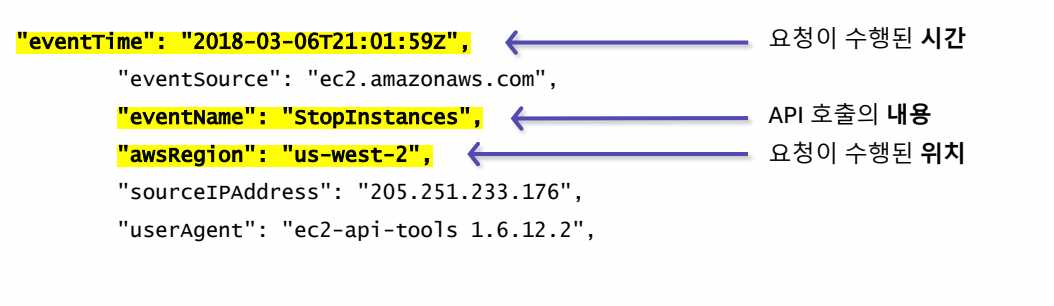 "eventTime": "2018-03-06T21:01:59Z", 요청이 수행된 시간
"eventSource": "ec2.amazonaws.com",
"eventName": "StopInstances", API 호출의 내용
"awsRegion": "us-west-2", 요청이 수행된 위치
"sourceIPAddress": "205.251.233.176",
"userAgent": "ec2-api-tools 1.6.12.2",